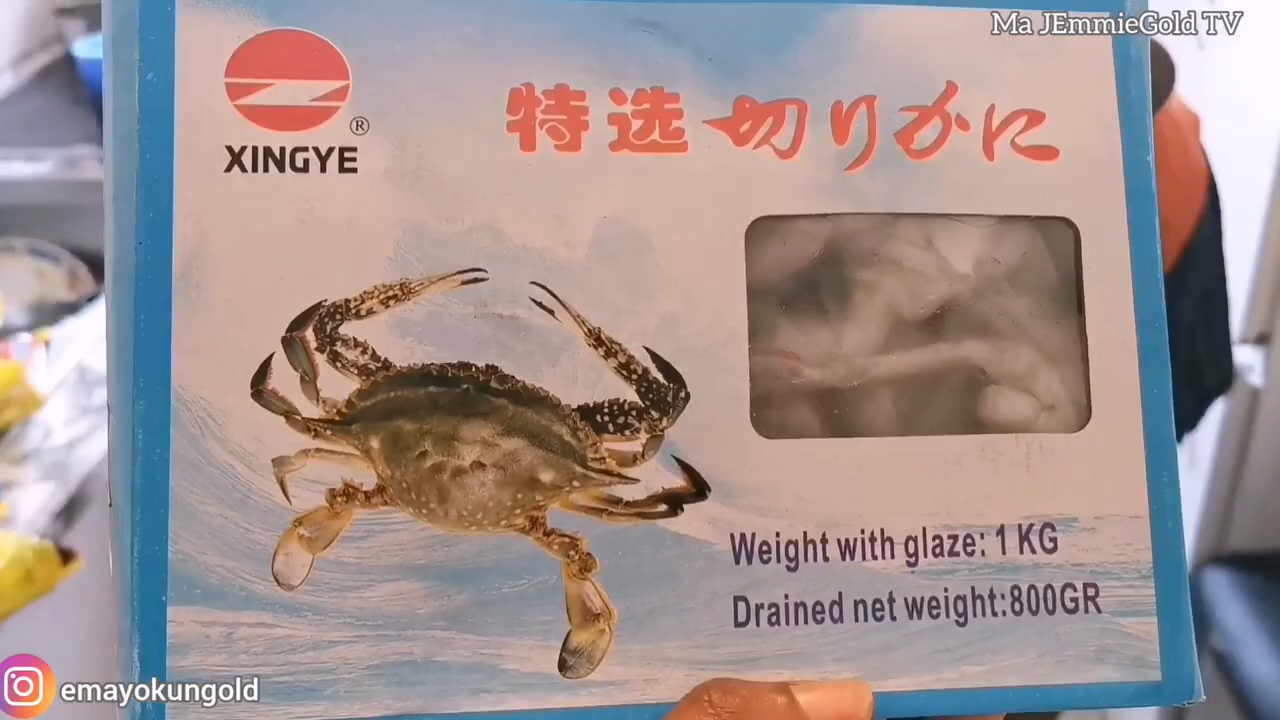 Ma JEmmieGold TV
XINGYE
®
特选 切りかに
Weight with glaze: 1 KG
Drained net weight:800GR
emayokungold